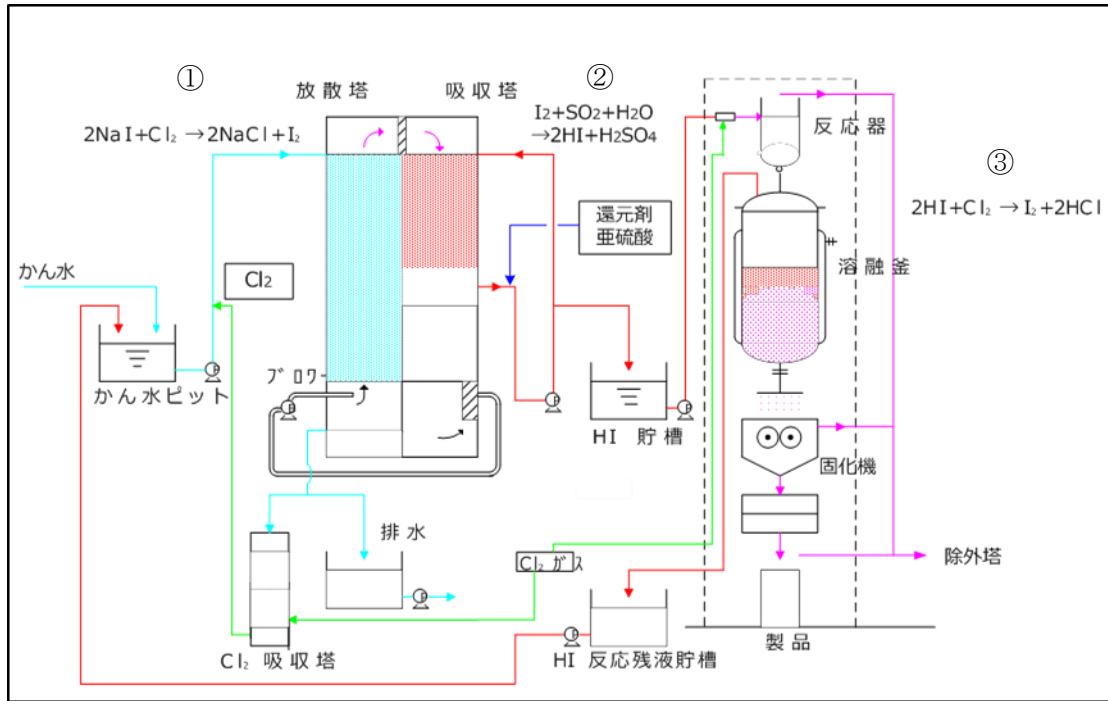 ①
放散塔
吸収塔
②
2NaI+Cl₂→2NaCl+I₂
I₂+SO₂+H₂O
→2HI+H₂SO₄
反応器
③
2HI+Cl₂→I₂+2HCl
還元剤
亜硫酸
溶融釜
かん水
Cl₂
かん水ピット
ブロワー
HI 貯槽
固化機
排水
Cl₂ガス
除外塔
製品
Cl₂ 吸収塔
HI 反応残液貯槽